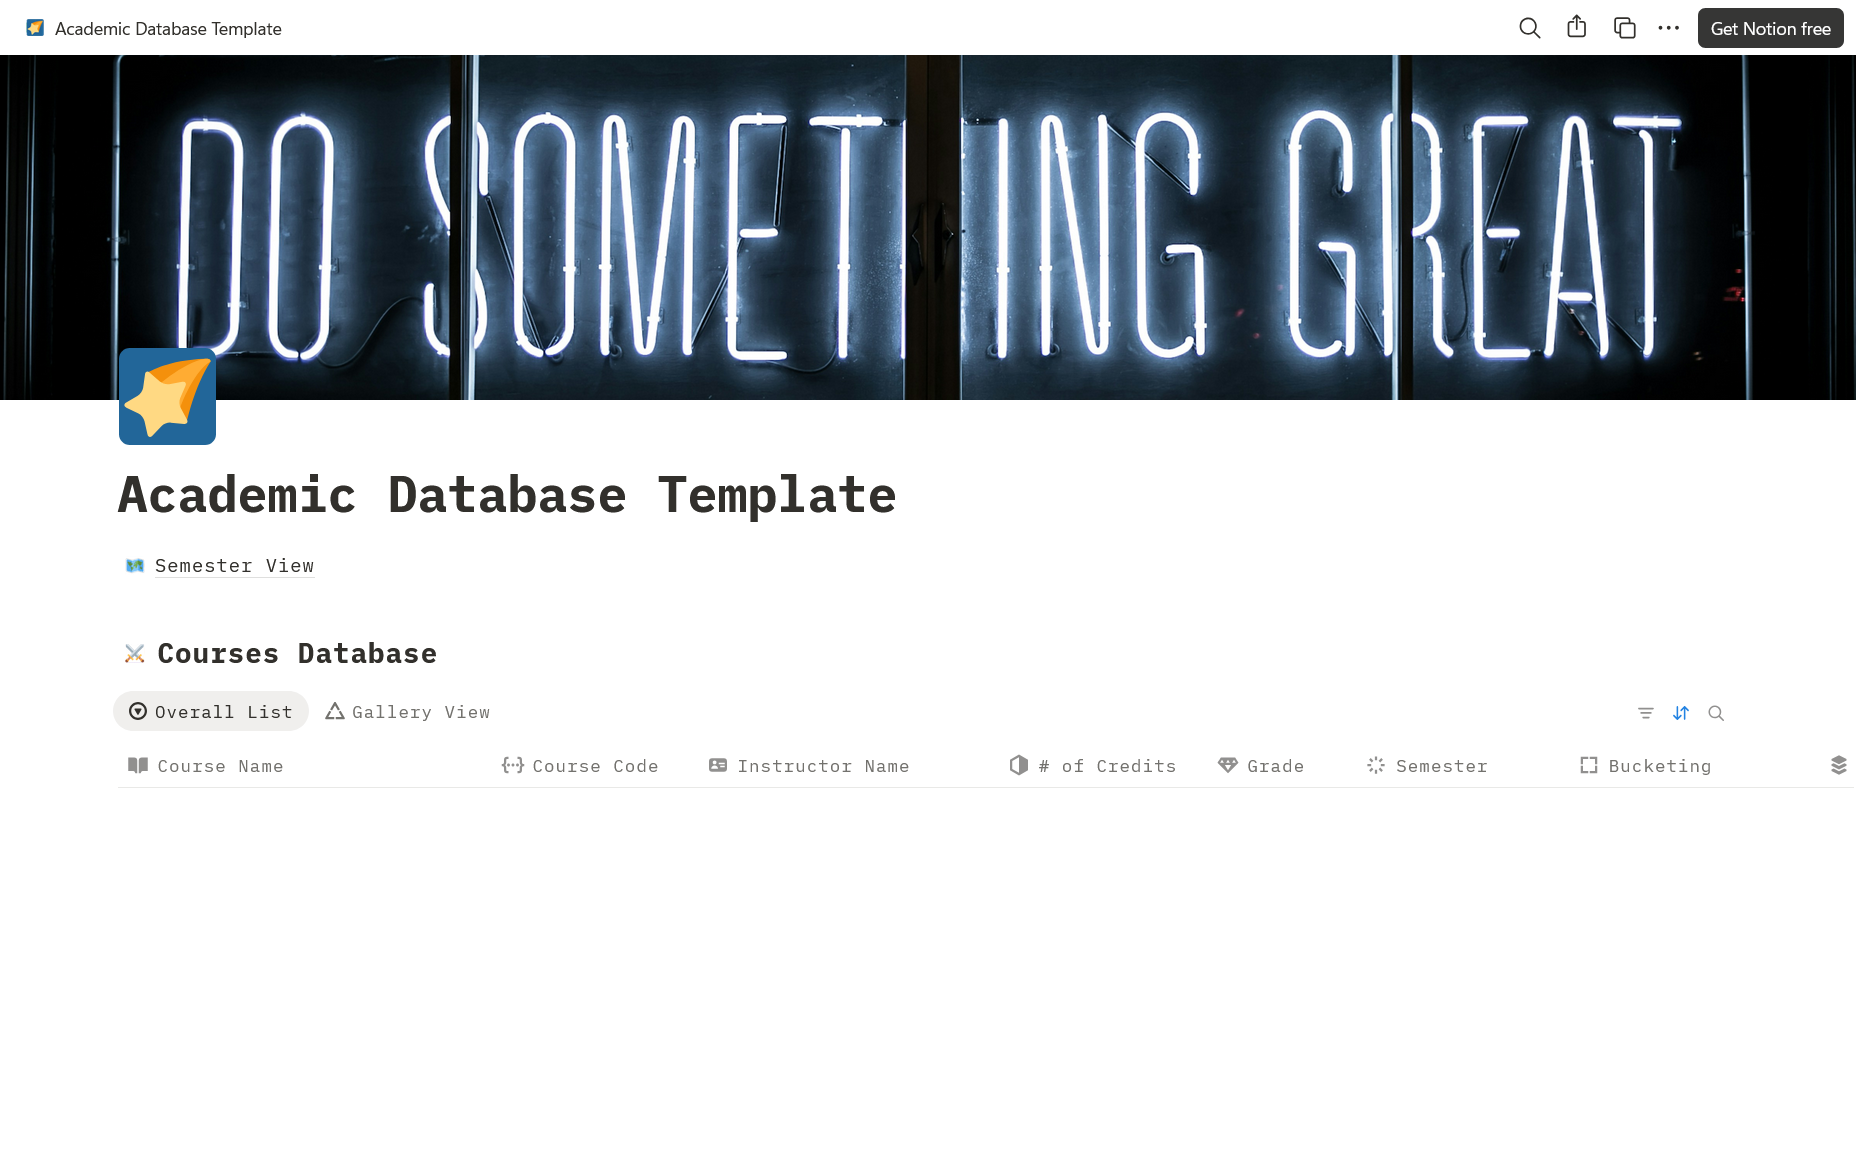 Academic Database Template
Get Notion free
DO SOMETHING GREAT
Academic Database Template
Semester View
Courses Database
Overall List
Gallery View
Course Name
Course Code
Instructor Name
# of Credits
Grade
Semester
Bucketing